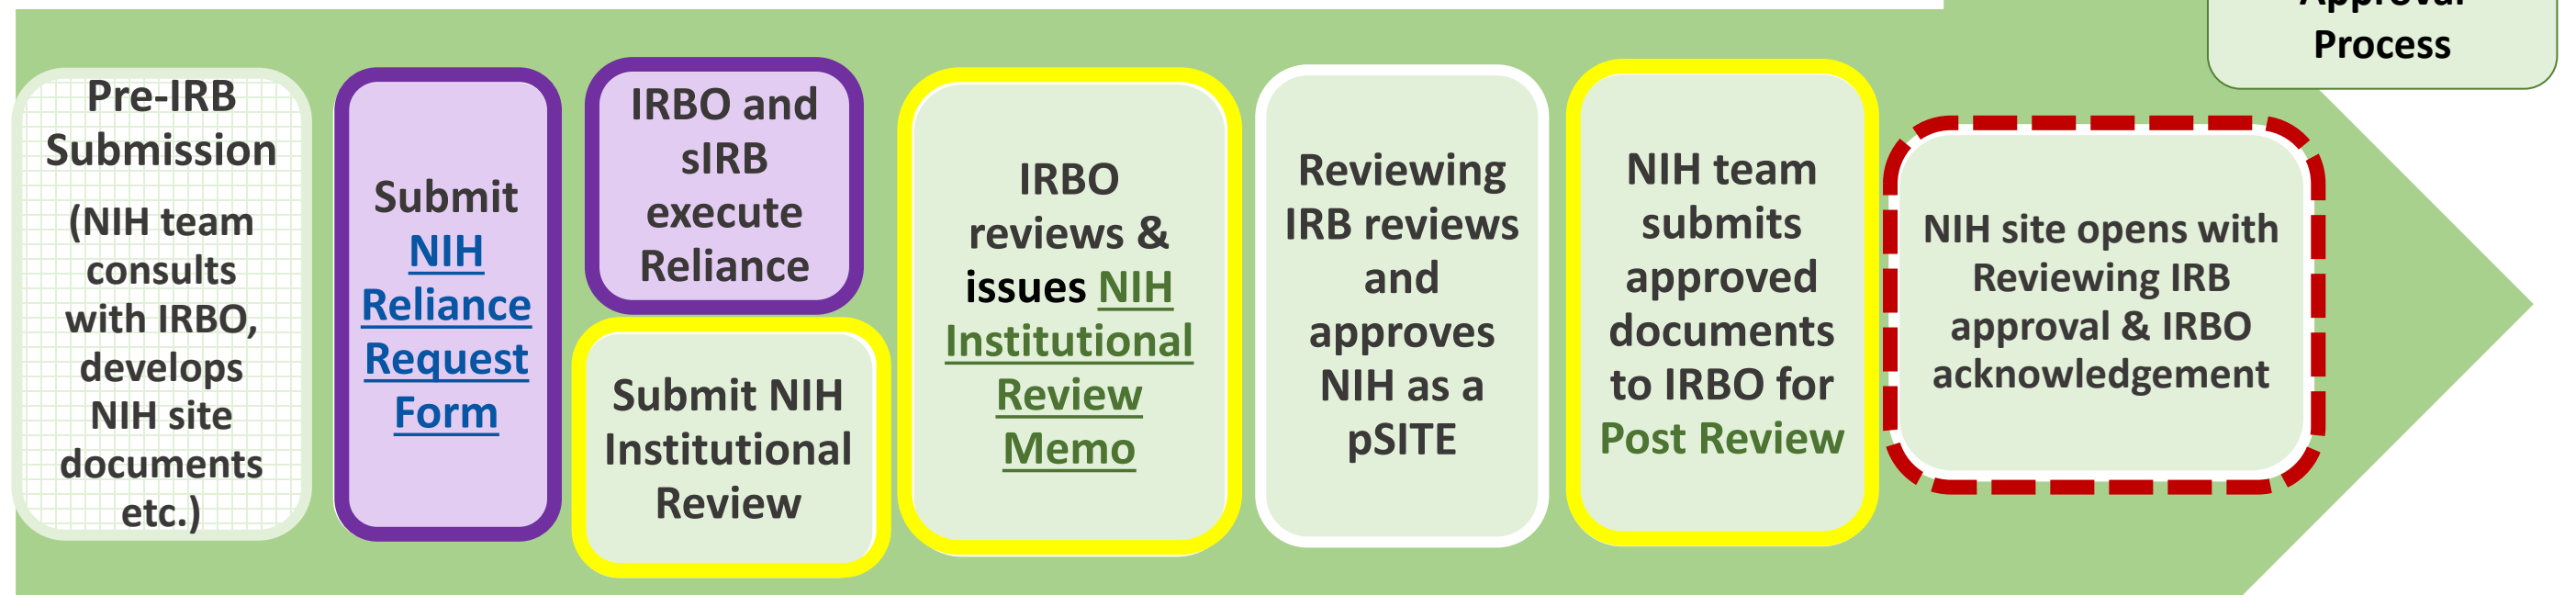 Approval
Process
Pre-IRB
Submission
(NIH team
consults
with IRBO,
develops
NIH site
documents
etc.)
Submit
NIH
Reliance
Request
Form
IRBO and
sIRB
execute
Reliance
Submit NIH
Institutional
Review
IRBO
reviews &
issues NIH
Institutional
Review
Memo
Reviewing
IRB reviews
and
approves
NIH as a
pSITE
NIH team
submits
approved
documents
to IRBO for
Post Review
NIH site opens with
Reviewing IRB
approval & IRBO
acknowledgement